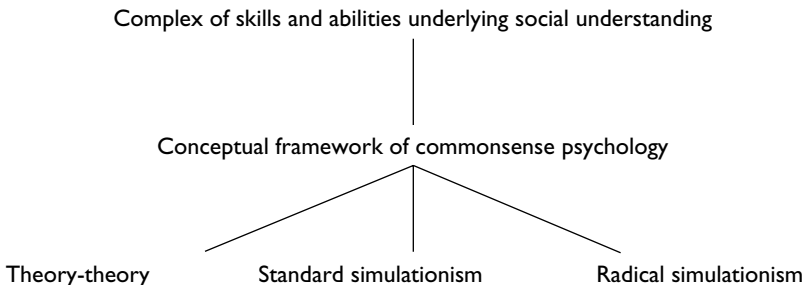 Complex of skills and abilities underlying social understanding
Conceptual framework of commonsense psychology
Theory-theory Standard simulationism Radical simulationism